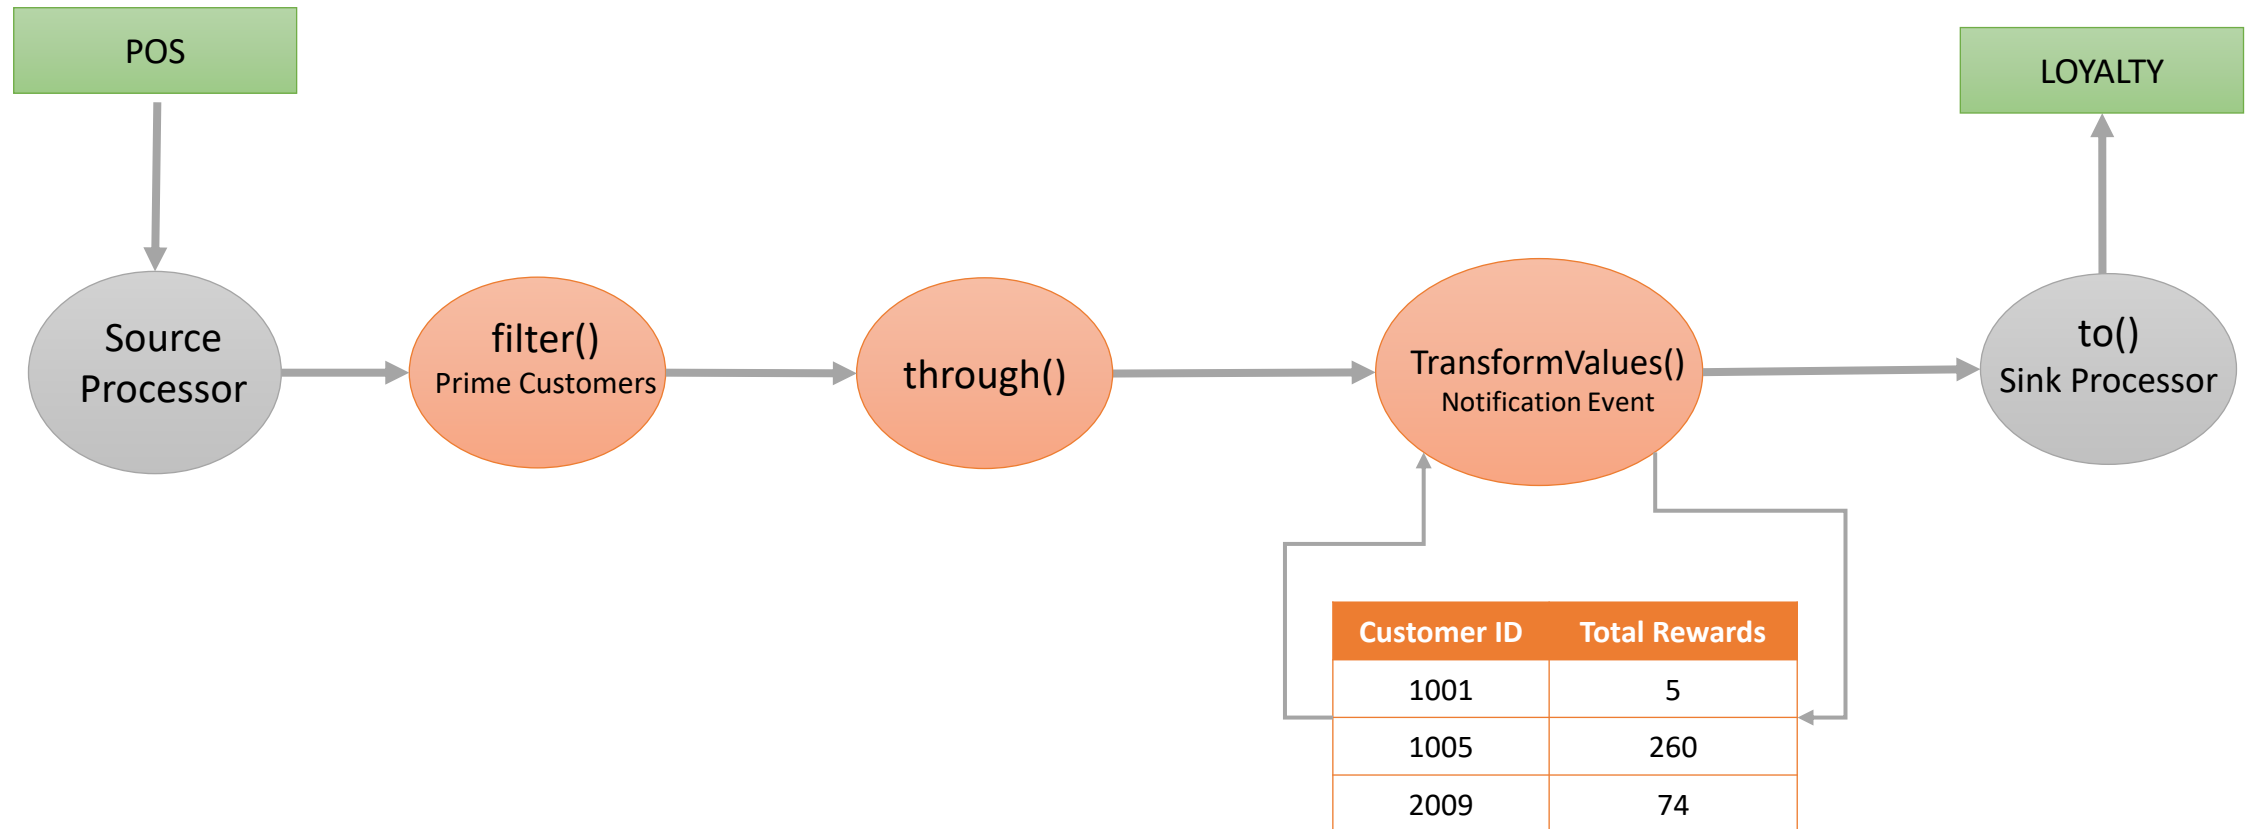 POS
LOYALTY
Source
Processor
filter()
Prime Customers
through()
TransformValues()
Notification Event
to()
Sink Processor
Customer ID Total Rewards
1001 5
1005 260
2009 74